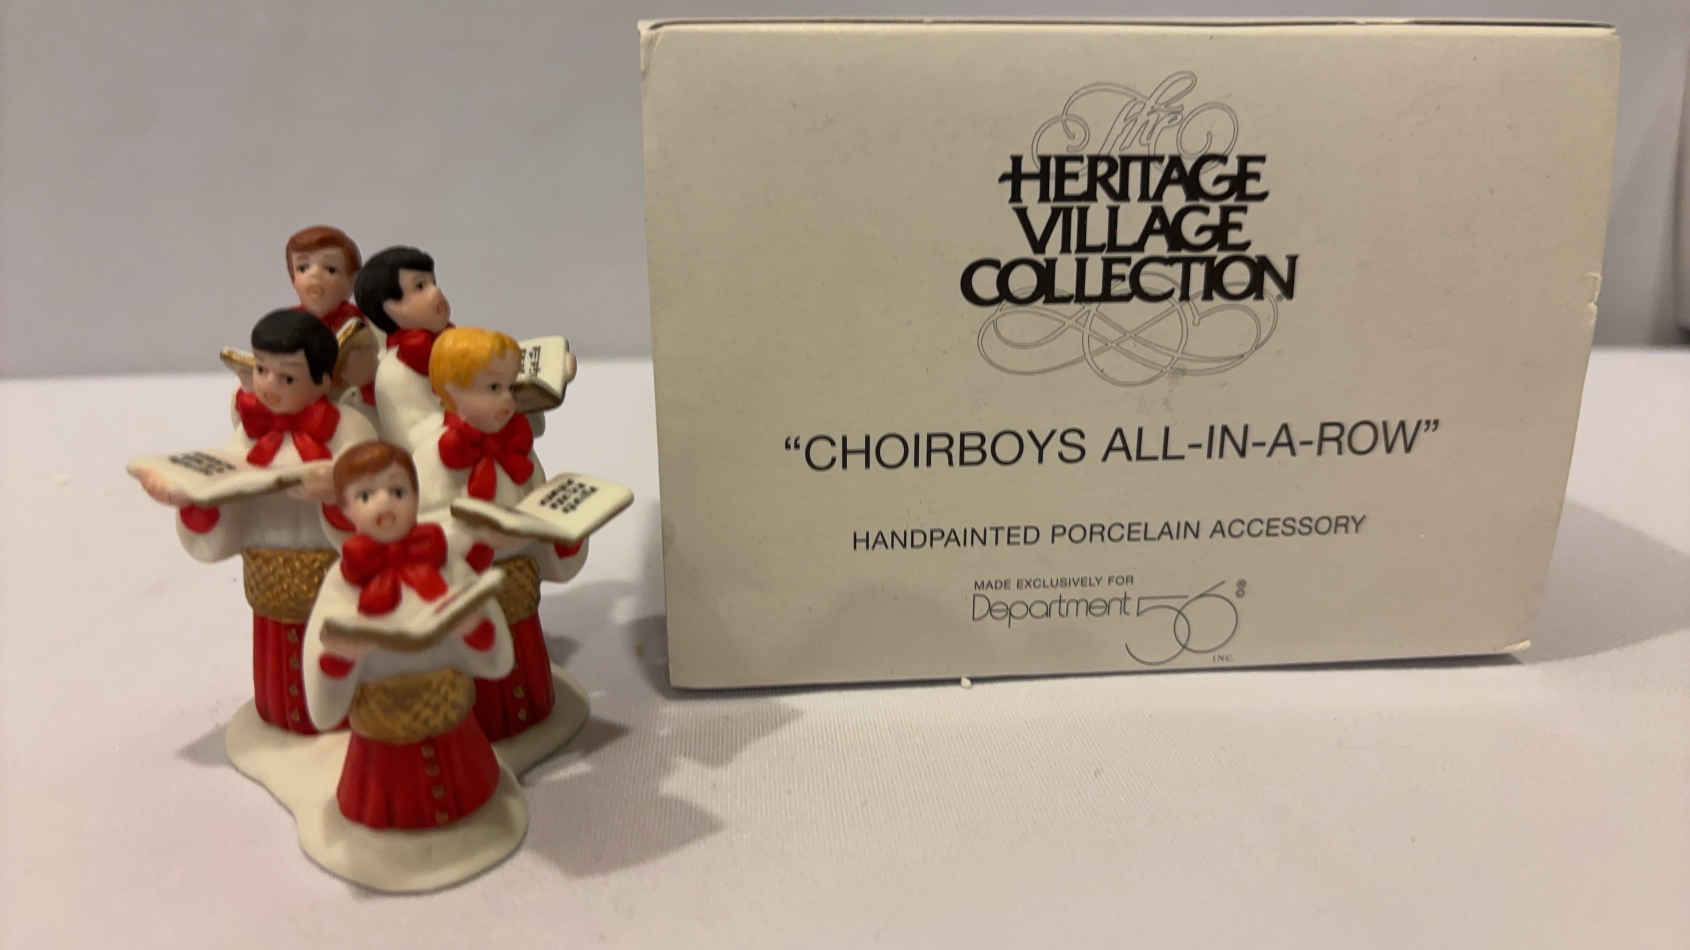 The
HERITAGE
VILLAGE
COLLECTION®
“CHOIRBOYS ALL-IN-A-ROW”
HANDPAINTED PORCELAIN ACCESSORY
MADE EXCLUSIVELY FOR
Department 56®
INC.